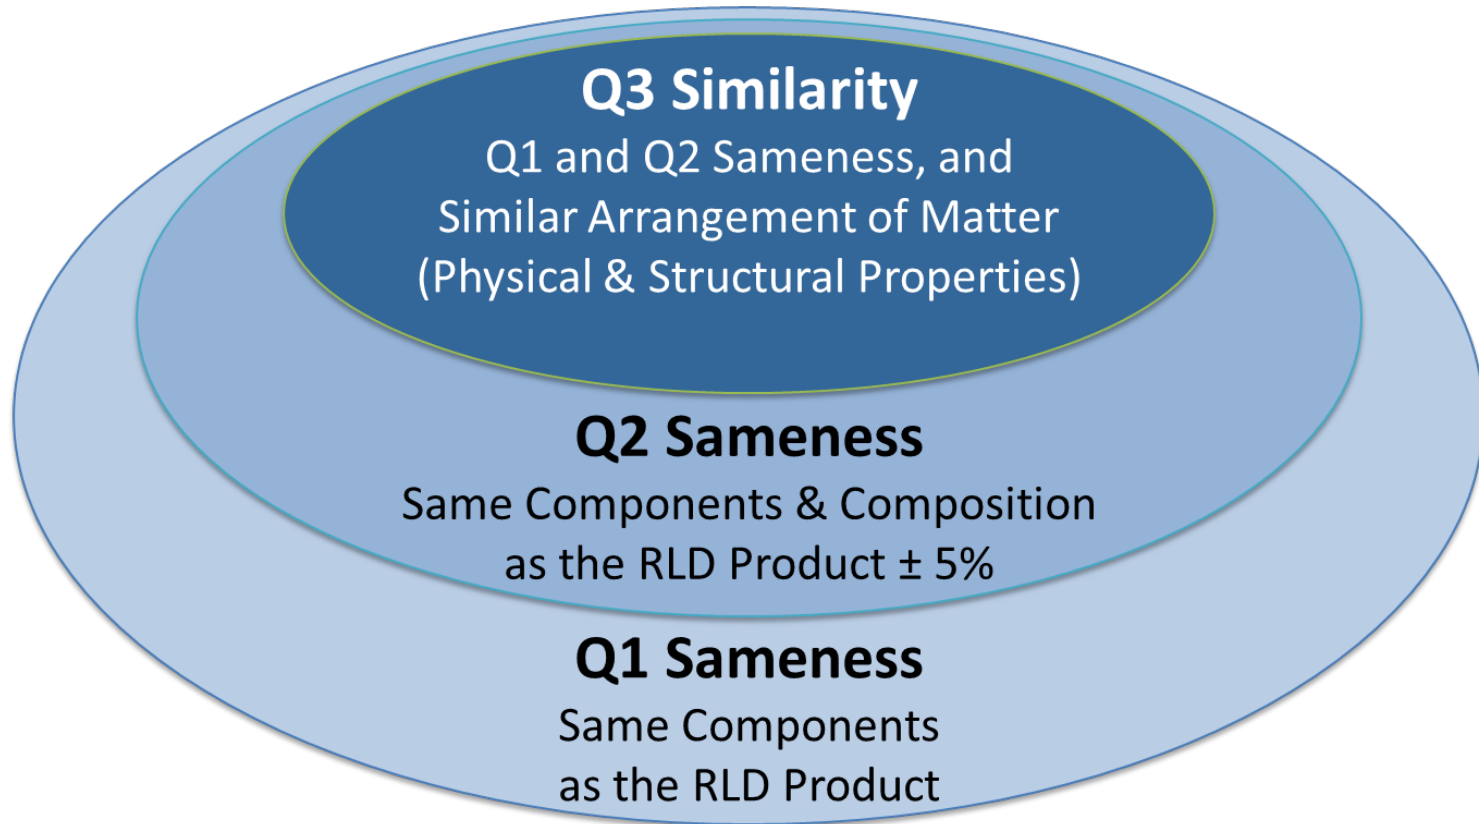 Q3 Similarity
Q1 and Q2 Sameness, and
Similar Arrangement of Matter
(Physical & Structural Properties)
Q2 Sameness
Same Components & Composition
as the RLD Product ± 5%
Q1 Sameness
Same Components
as the RLD Product